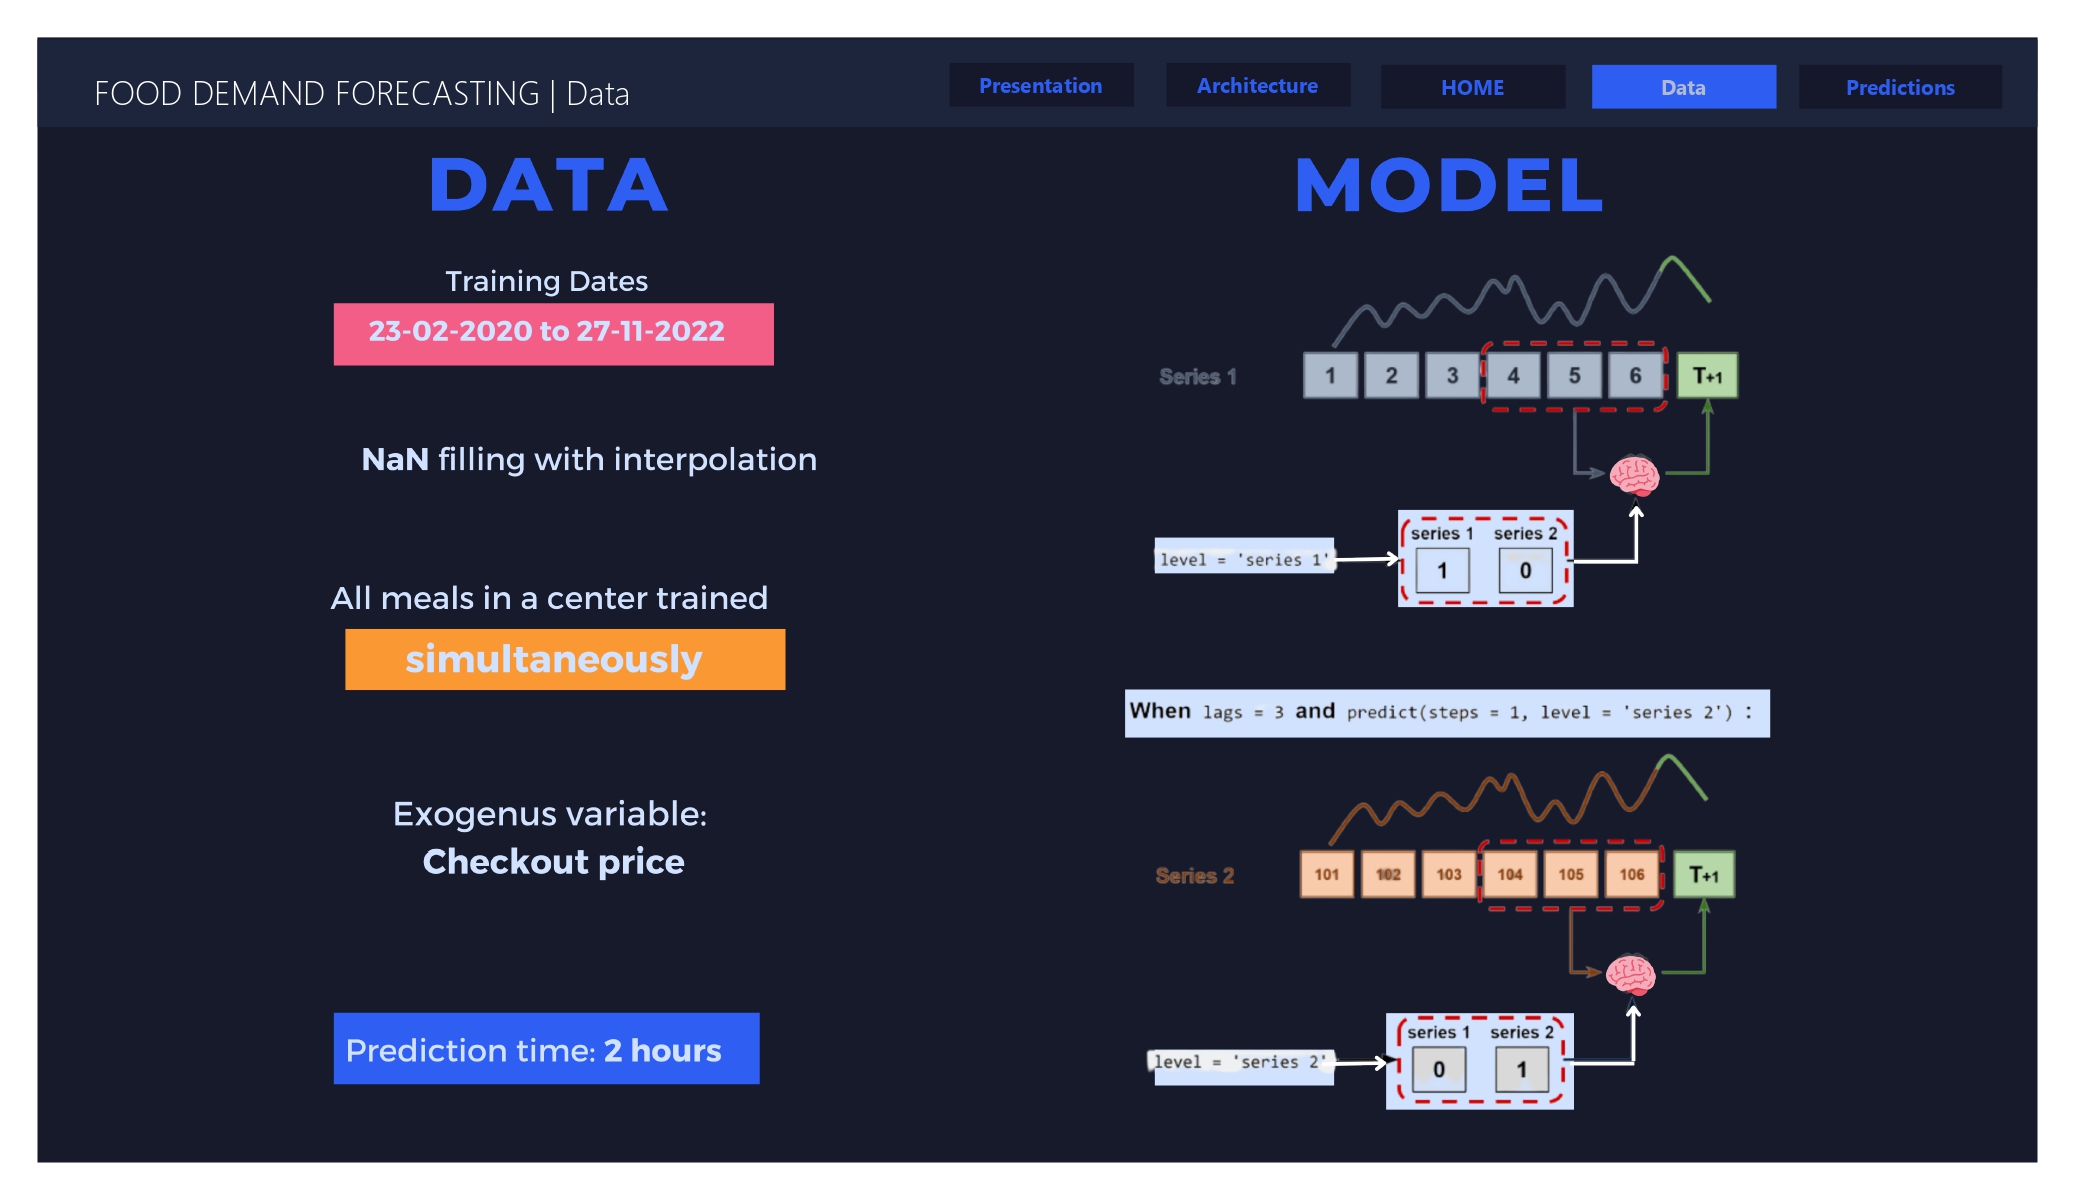 FOOD DEMAND FORECASTING | Data
Presentation
Architecture
HOME
Data
Predictions
DATA
Training Dates
23-02-2020 to 27-11-2022
NaN filling with interpolation
All meals in a center trained
simultaneously
Exogenus variable:
Checkout price
Prediction time: 2 hours
MODEL
Series 1
1 2 3 4 5 6 T+1
level = 'series 1'
series 1 series 2
1 0
When lags = 3 and predict(steps = 1, level = 'series 2') :
Series 2
101 102 103 104 105 106 T+1
level = 'series 2'
series 1 series 2
0 1